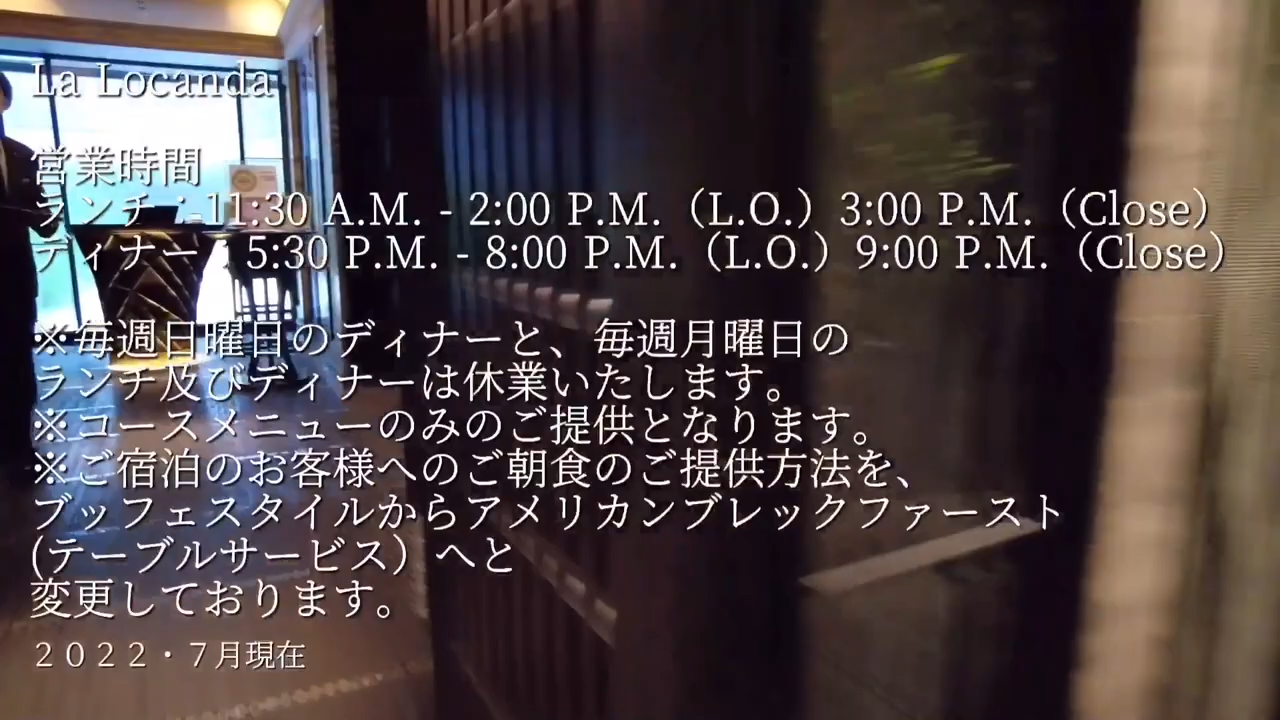 La Locanda
営業時間
ランチ：11:30 A.M. - 2:00 P.M.（L.O.）3:00 P.M.（Close）
ディナー：5:30 P.M. - 8:00 P.M.（L.O.）9:00 P.M.（Close）
※毎週日曜日のディナーと、毎週月曜日の
ランチ及びディナーは休業いたします。
※コースメニューのみのご提供となります。
※ご宿泊のお客様へのご朝食のご提供方法を、
ブッフェスタイルからアメリカンブレックファースト
(テーブルサービス）へと
変更しております。
２０２２・７月現在